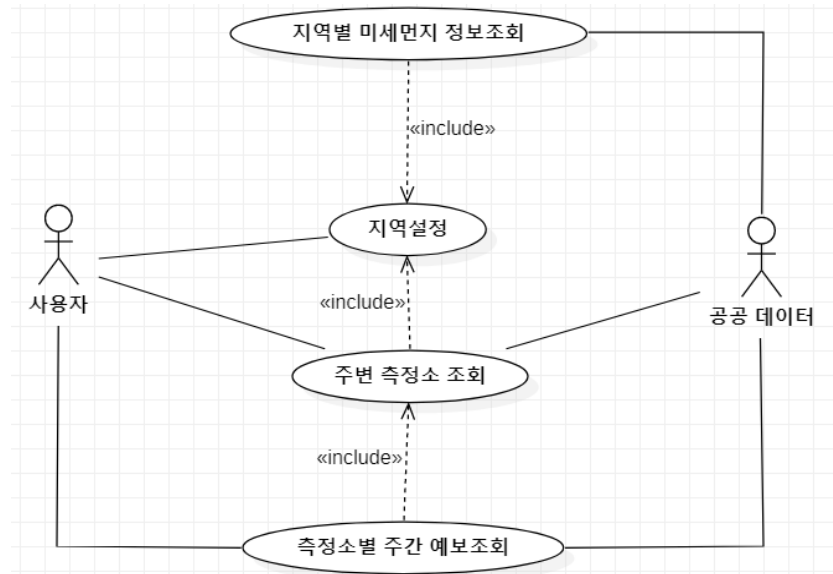 지역별 미세먼지 정보조회
«include»
지역설정
사용자
«include»
공공 데이터
주변 측정소 조회
«include»
측정소별 주간 예보조회